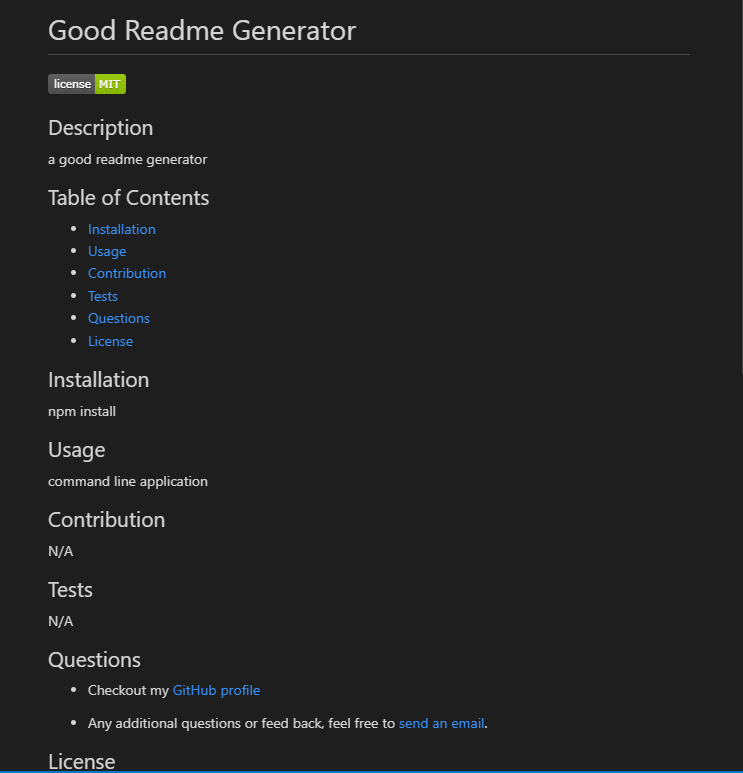 Good Readme Generator
license MIT
Description
a good readme generator
Table of Contents
Installation
Usage
Contribution
Tests
Questions
License
Installation
npm install
Usage
command line application
Contribution
N/A
Tests
N/A
Questions
Checkout my GitHub profile
Any additional questions or feed back, feel free to send an email.
License